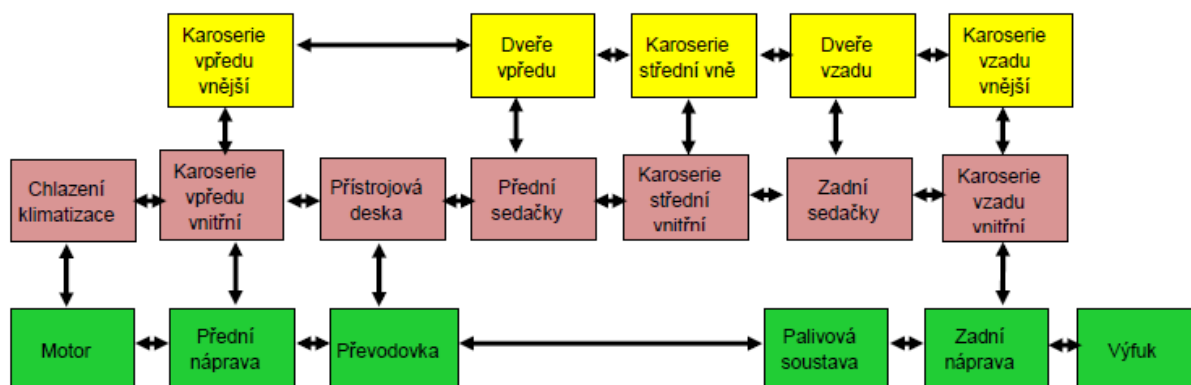 Karoserie
vpředu
vnější
Dveře
vpředu
Karoserie
střední vně
Dveře
vzadu
Karoserie
vzadu
vnější
Chlazení
klimatizace
Karoserie
vpředu
vnitřní
Přístrojová
deska
Přední
sedačky
Karoserie
střední
vnitřní
Zadní
sedačky
Karoserie
vzadu
vnitřní
Motor
Přední
náprava
Převodovka
Palivová
soustava
Zadní
náprava
Výfuk